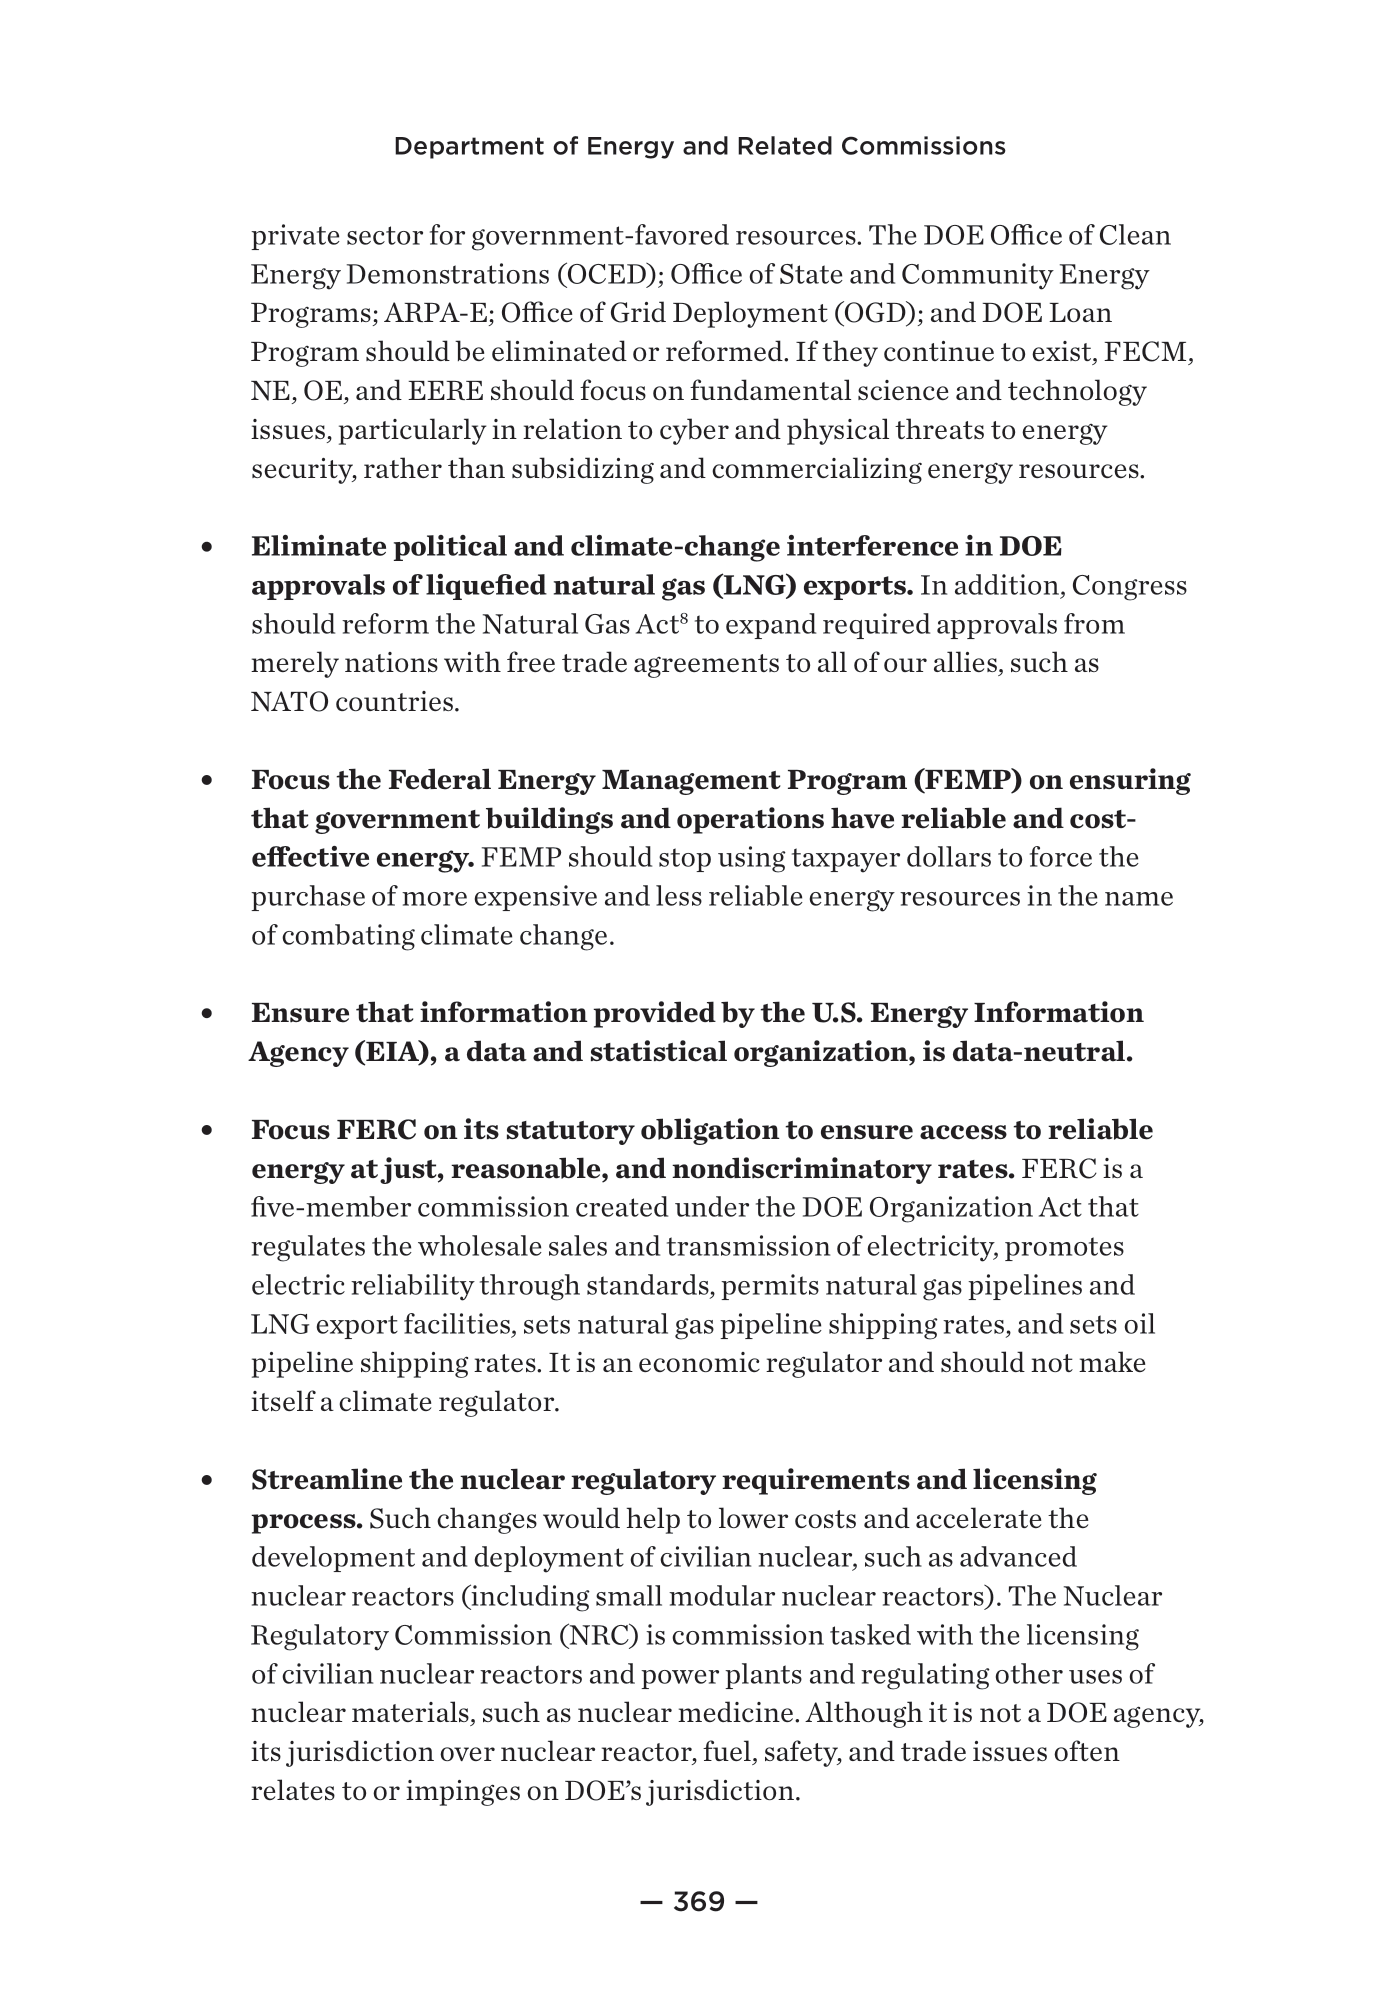 Department of Energy and Related Commissions
private sector for government-favored resources. The DOE Office of Clean
Energy Demonstrations (OCED); Office of State and Community Energy
Programs; ARPA-E; Office of Grid Deployment (OGD); and DOE Loan
Program should be eliminated or reformed. If they continue to exist, FECM,
NE, OE, and EERE should focus on fundamental science and technology
issues, particularly in relation to cyber and physical threats to energy
security, rather than subsidizing and commercializing energy resources.
• Eliminate political and climate-change interference in DOE
approvals of liquefied natural gas (LNG) exports. In addition, Congress
should reform the Natural Gas Act⁸ to expand required approvals from
merely nations with free trade agreements to all of our allies, such as
NATO countries.
• Focus the Federal Energy Management Program (FEMP) on ensuring
that government buildings and operations have reliable and cost-
effective energy. FEMP should stop using taxpayer dollars to force the
purchase of more expensive and less reliable energy resources in the name
of combating climate change.
• Ensure that information provided by the U.S. Energy Information
Agency (EIA), a data and statistical organization, is data-neutral.
• Focus FERC on its statutory obligation to ensure access to reliable
energy at just, reasonable, and nondiscriminatory rates. FERC is a
five-member commission created under the DOE Organization Act that
regulates the wholesale sales and transmission of electricity, promotes
electric reliability through standards, permits natural gas pipelines and
LNG export facilities, sets natural gas pipeline shipping rates, and sets oil
pipeline shipping rates. It is an economic regulator and should not make
itself a climate regulator.
• Streamline the nuclear regulatory requirements and licensing
process. Such changes would help to lower costs and accelerate the
development and deployment of civilian nuclear, such as advanced
nuclear reactors (including small modular nuclear reactors). The Nuclear
Regulatory Commission (NRC) is commission tasked with the licensing
of civilian nuclear reactors and power plants and regulating other uses of
nuclear materials, such as nuclear medicine. Although it is not a DOE agency,
its jurisdiction over nuclear reactor, fuel, safety, and trade issues often
relates to or impinges on DOE’s jurisdiction.
— 369 —